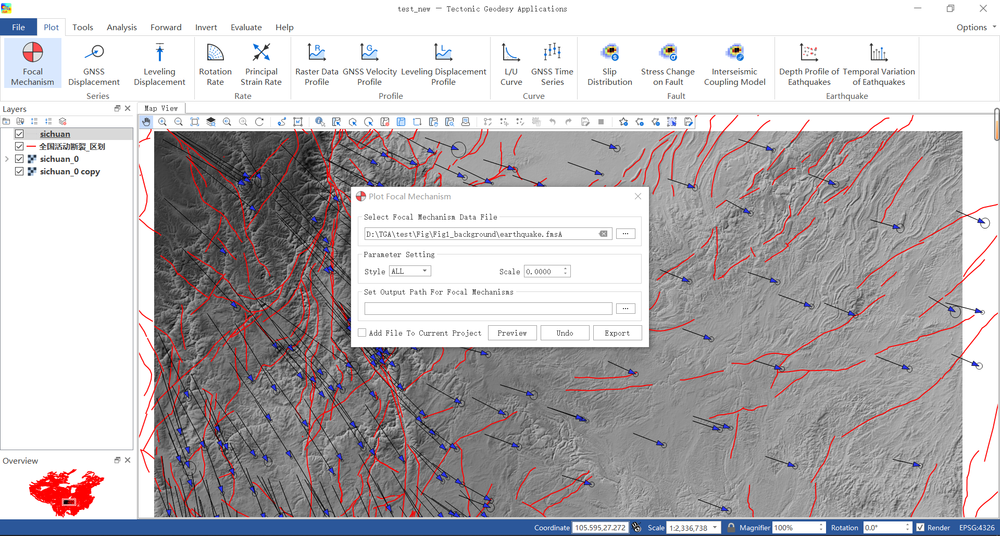 test_new — Tectonic Geodesy Applications
File Plot Tools Analysis Forward Invert Evaluate Help Options
Focal Mechanism
GNSS Displacement
Leveling Displacement
Series
Rotation Rate
Principal Strain Rate
Rate
Raster Data Profile
GNSS Velocity Profile
Leveling Displacement Profile
Profile
L/U Curve
GNSS Time Series
Curve
Slip Distribution
Stress Change on Fault
Interseismic Coupling Model
Fault
Depth Profile of Eathquakes
Temporal Variation of Eathquakes
Earthquake
Layers
Map View
sichuan
全国活动断裂_区划
sichuan_0
sichuan_0 copy
Plot Focal Mechanism
Select Focal Mechanism Data File
D:\TGA\test\Fig\Fig1_background\earthquake.fmsA
...
Parameter Setting
Style ALL Scale 0.0000
Set Output Path For Focal Mechanisms
...
Add File To Current Project Preview Undo Export
Overview
Coordinate 105.595,27.272 Scale 1:2,336,738 Magnifier 100% Rotation 0.0° Render EPSG:4326